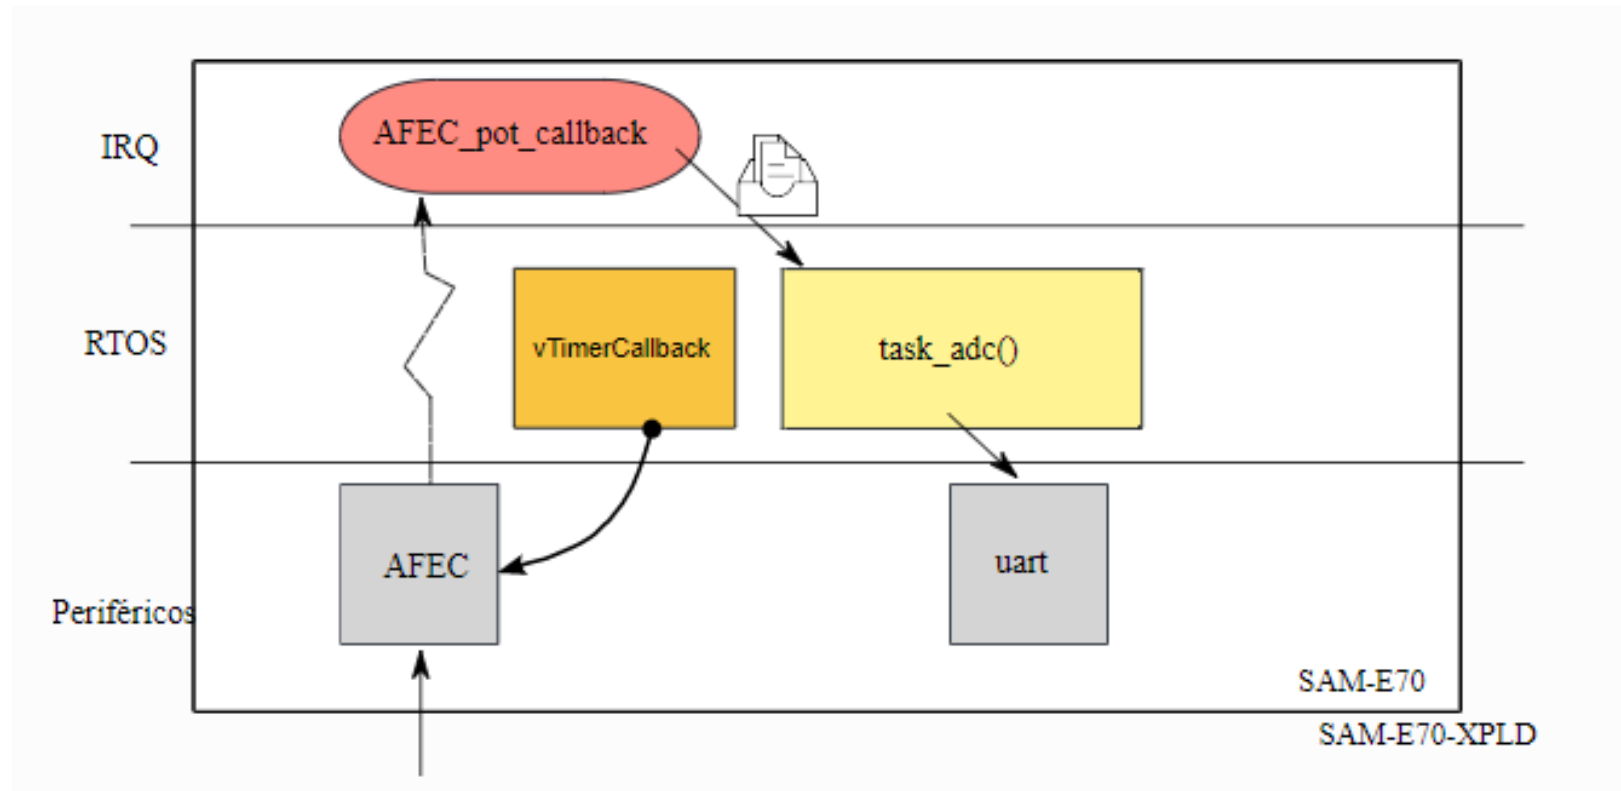 IRQ
AFEC_pot_callback
RTOS
vTimerCallback
task_adc()
AFEC
uart
Periféricos
SAM-E70
SAM-E70-XPLD